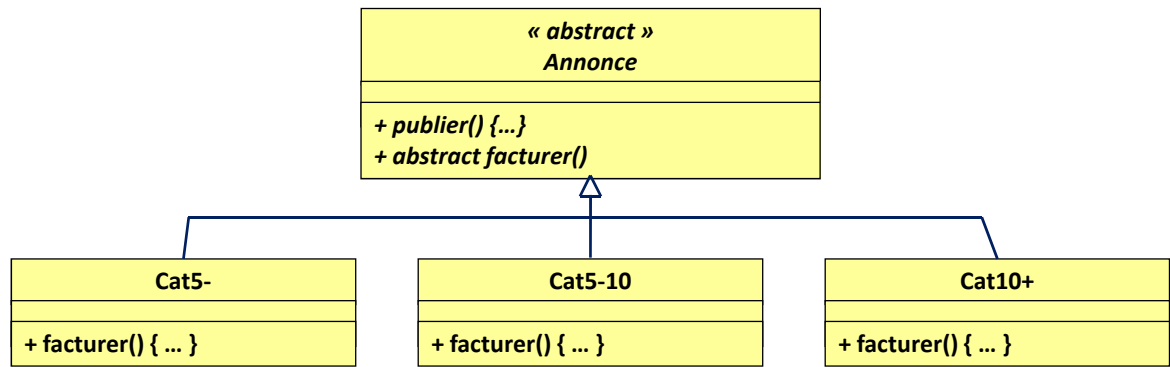 « abstract »
Annonce
+ publier() {…}
+ abstract facturer()
Cat5-
+ facturer() { … }
Cat5-10
+ facturer() { … }
Cat10+
+ facturer() { … }